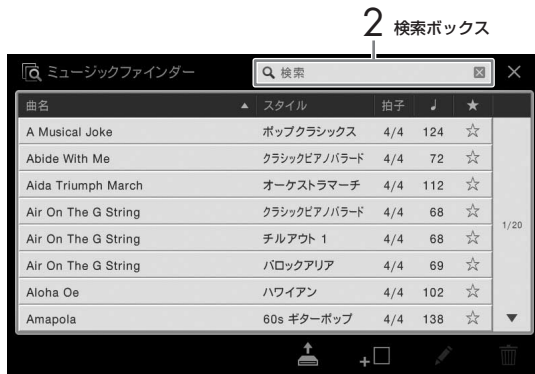 2 検索ボックス
ミュージックファインダー 検索
曲名 スタイル 拍子 ♩ ★
A Musical Joke ポップクラシックス 4/4 124 ☆
Abide With Me クラシックピアノバラード 4/4 72 ☆
Aida Triumph March オーケストラマーチ 4/4 112 ☆
Air On The G String クラシックピアノバラード 4/4 68 ☆
Air On The G String チルアウト 1 4/4 68 ☆
1/20
Air On The G String バロックアリア 4/4 69 ☆
Aloha Oe ハワイアン 4/4 102 ☆
Amapola 60s ギターポップ 4/4 138 ☆